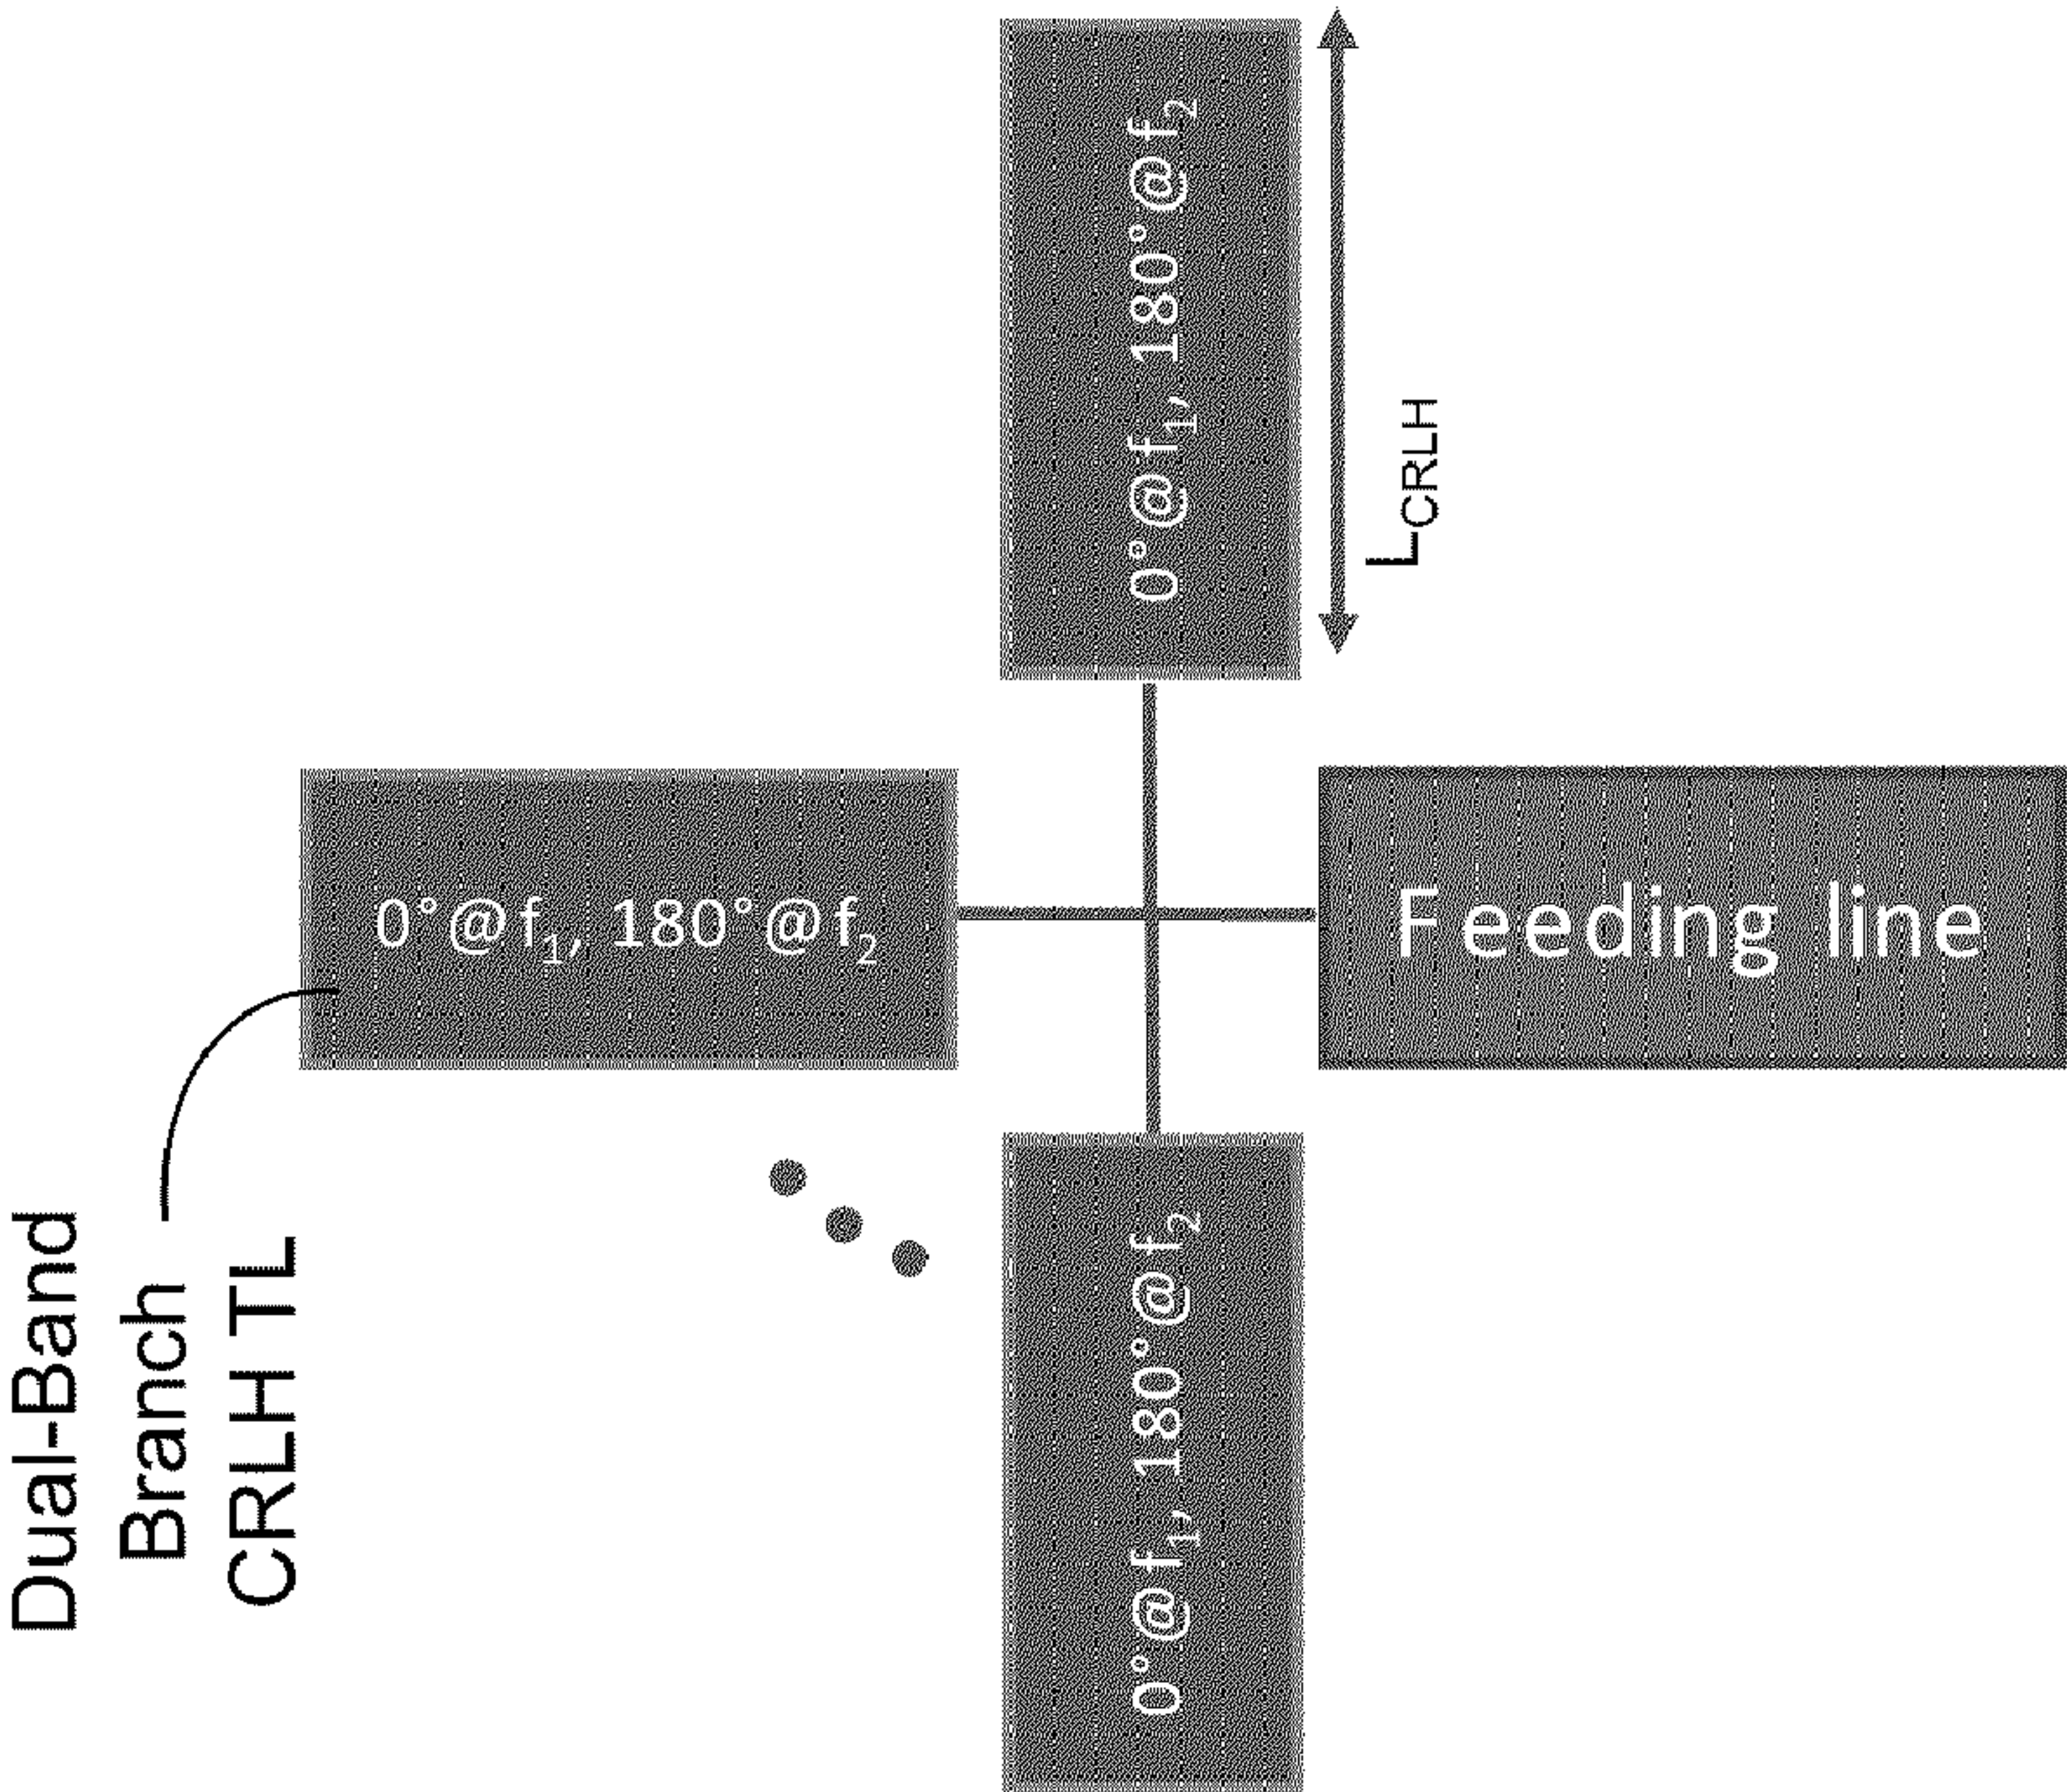 Dual-Band
Branch
CRLH TL
0°@f₁, 180°@f₂
0°@f₁, 180°@f₂
0°@f₁, 180°@f₂
Feeding line
L_CRLH